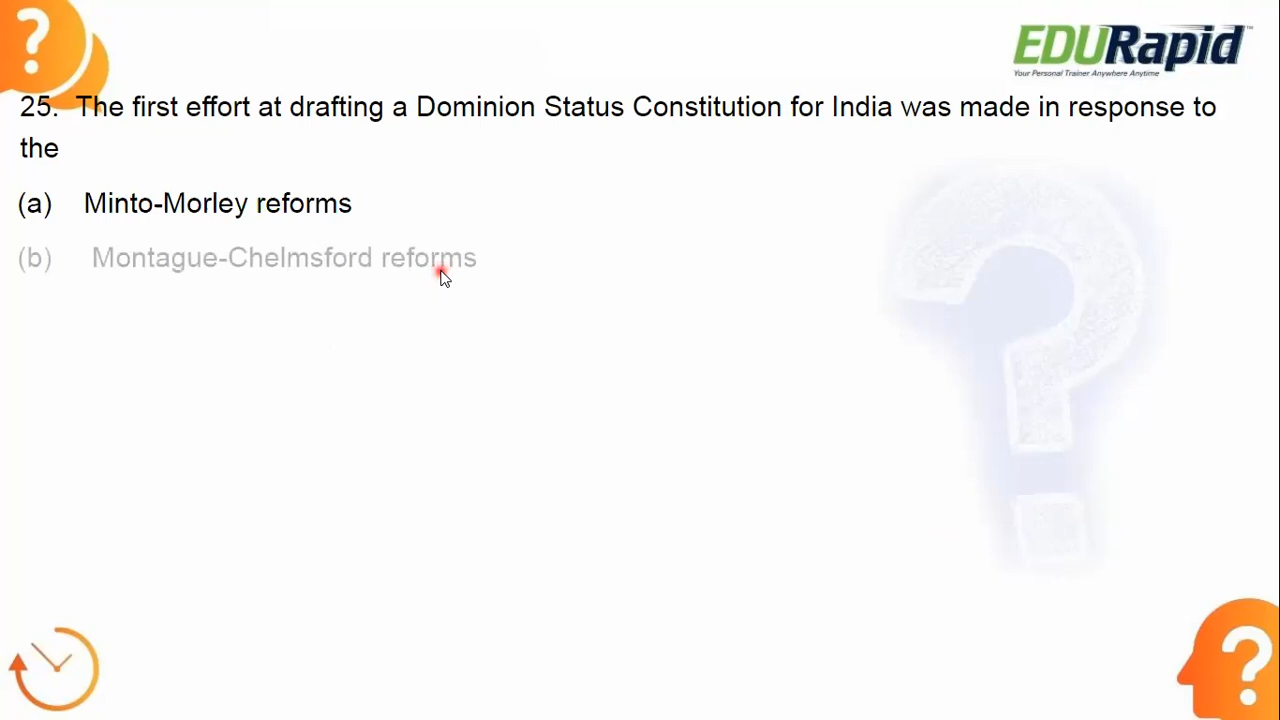 EDURapid™
Your Personal Trainer Anywhere Anytime
25. The first effort at drafting a Dominion Status Constitution for India was made in response to
the
(a) Minto-Morley reforms
(b) Montague-Chelmsford reforms